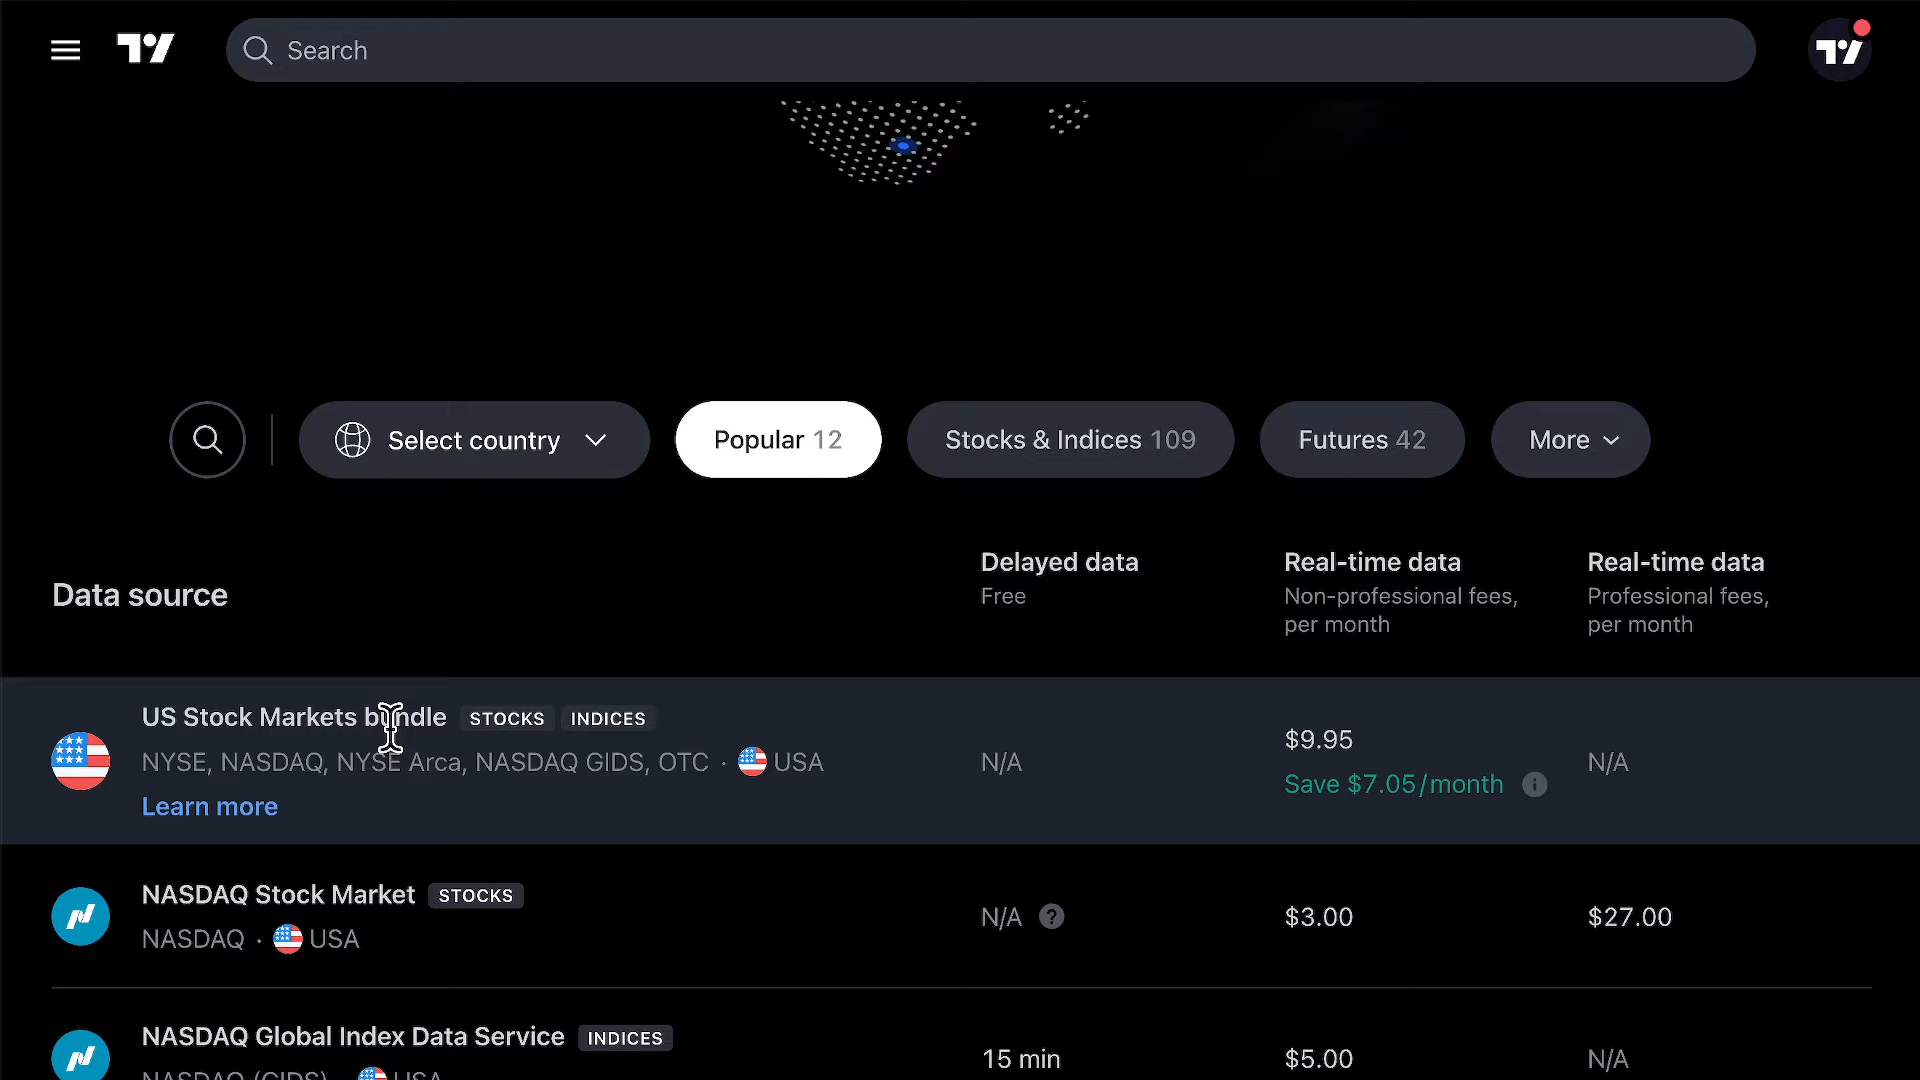 Search
Select country
Popular 12
Stocks & Indices 109
Futures 42
More
Data source
Delayed data
Free
Real-time data
Non-professional fees,
per month
Real-time data
Professional fees,
per month
US Stock Markets bundle STOCKS INDICES
NYSE, NASDAQ, NYSE Arca, NASDAQ GIDS, OTC · USA
Learn more
N/A
$9.95
Save $7.05/month
N/A
NASDAQ Stock Market STOCKS
NASDAQ · USA
N/A ?
$3.00
$27.00
NASDAQ Global Index Data Service INDICES
NASDAQ (GIDS) · USA
15 min
$5.00
N/A